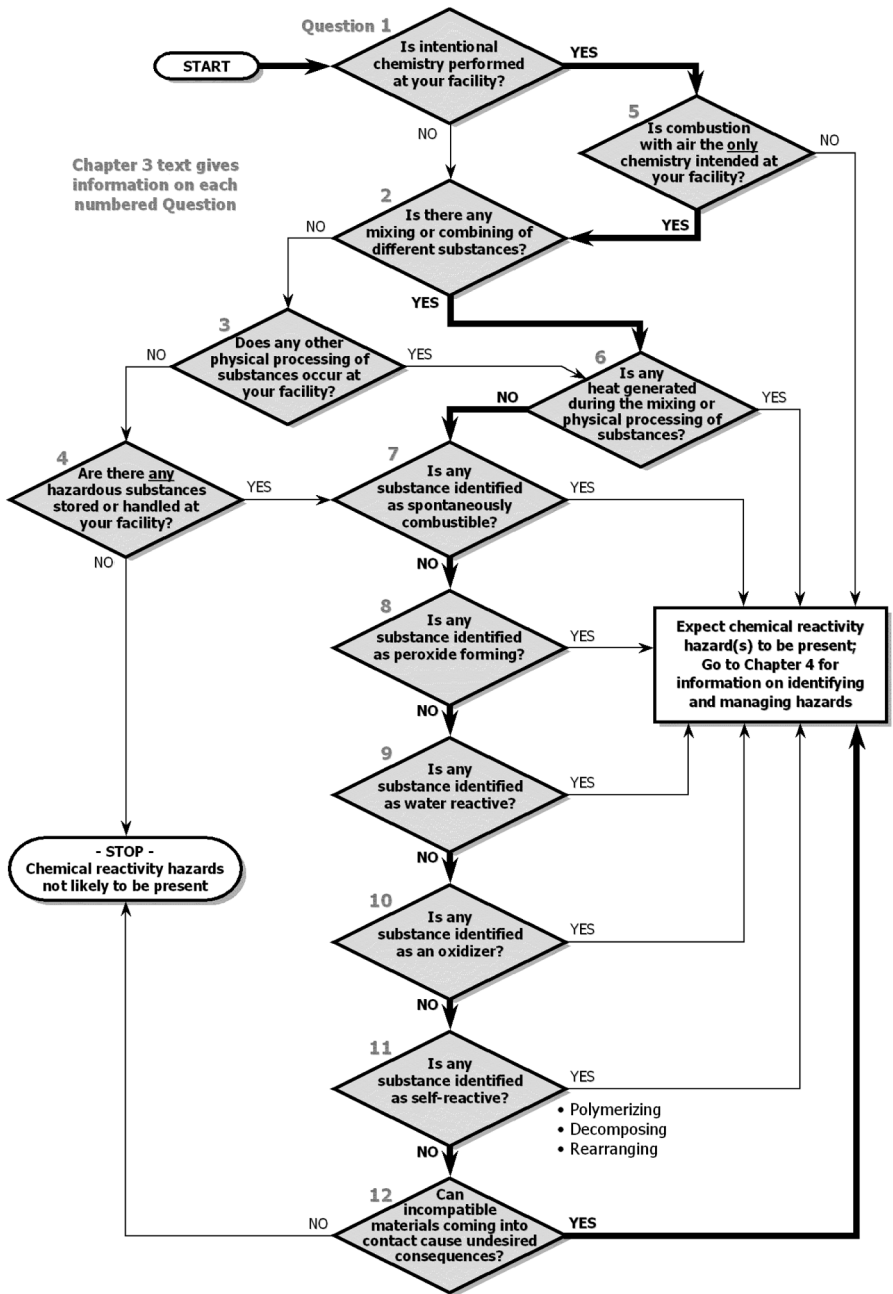 Question 1
START
Is intentional
chemistry performed
at your facility?
YES
NO
5
Is combustion
with air the only
chemistry intended at
your facility?
NO
YES
Chapter 3 text gives
information on each
numbered Question
2
Is there any
mixing or combining of
different substances?
NO
YES
3
Does any other
physical processing of
substances occur at
your facility?
NO
YES
6
Is any
heat generated
during the mixing or
physical processing of
substances?
NO
YES
4
Are there any
hazardous substances
stored or handled at
your facility?
YES
NO
7
Is any
substance identified
as spontaneously
combustible?
YES
NO
8
Is any
substance identified
as peroxide forming?
YES
NO
Expect chemical reactivity
hazard(s) to be present;
Go to Chapter 4 for
information on identifying
and managing hazards
9
Is any
substance identified
as water reactive?
YES
NO
- STOP -
Chemical reactivity hazards
not likely to be present
10
Is any
substance identified
as an oxidizer?
YES
NO
11
Is any
substance identified
as self-reactive?
YES
• Polymerizing
• Decomposing
• Rearranging
NO
12
Can
incompatible
materials coming into
contact cause undesired
consequences?
NO
YES